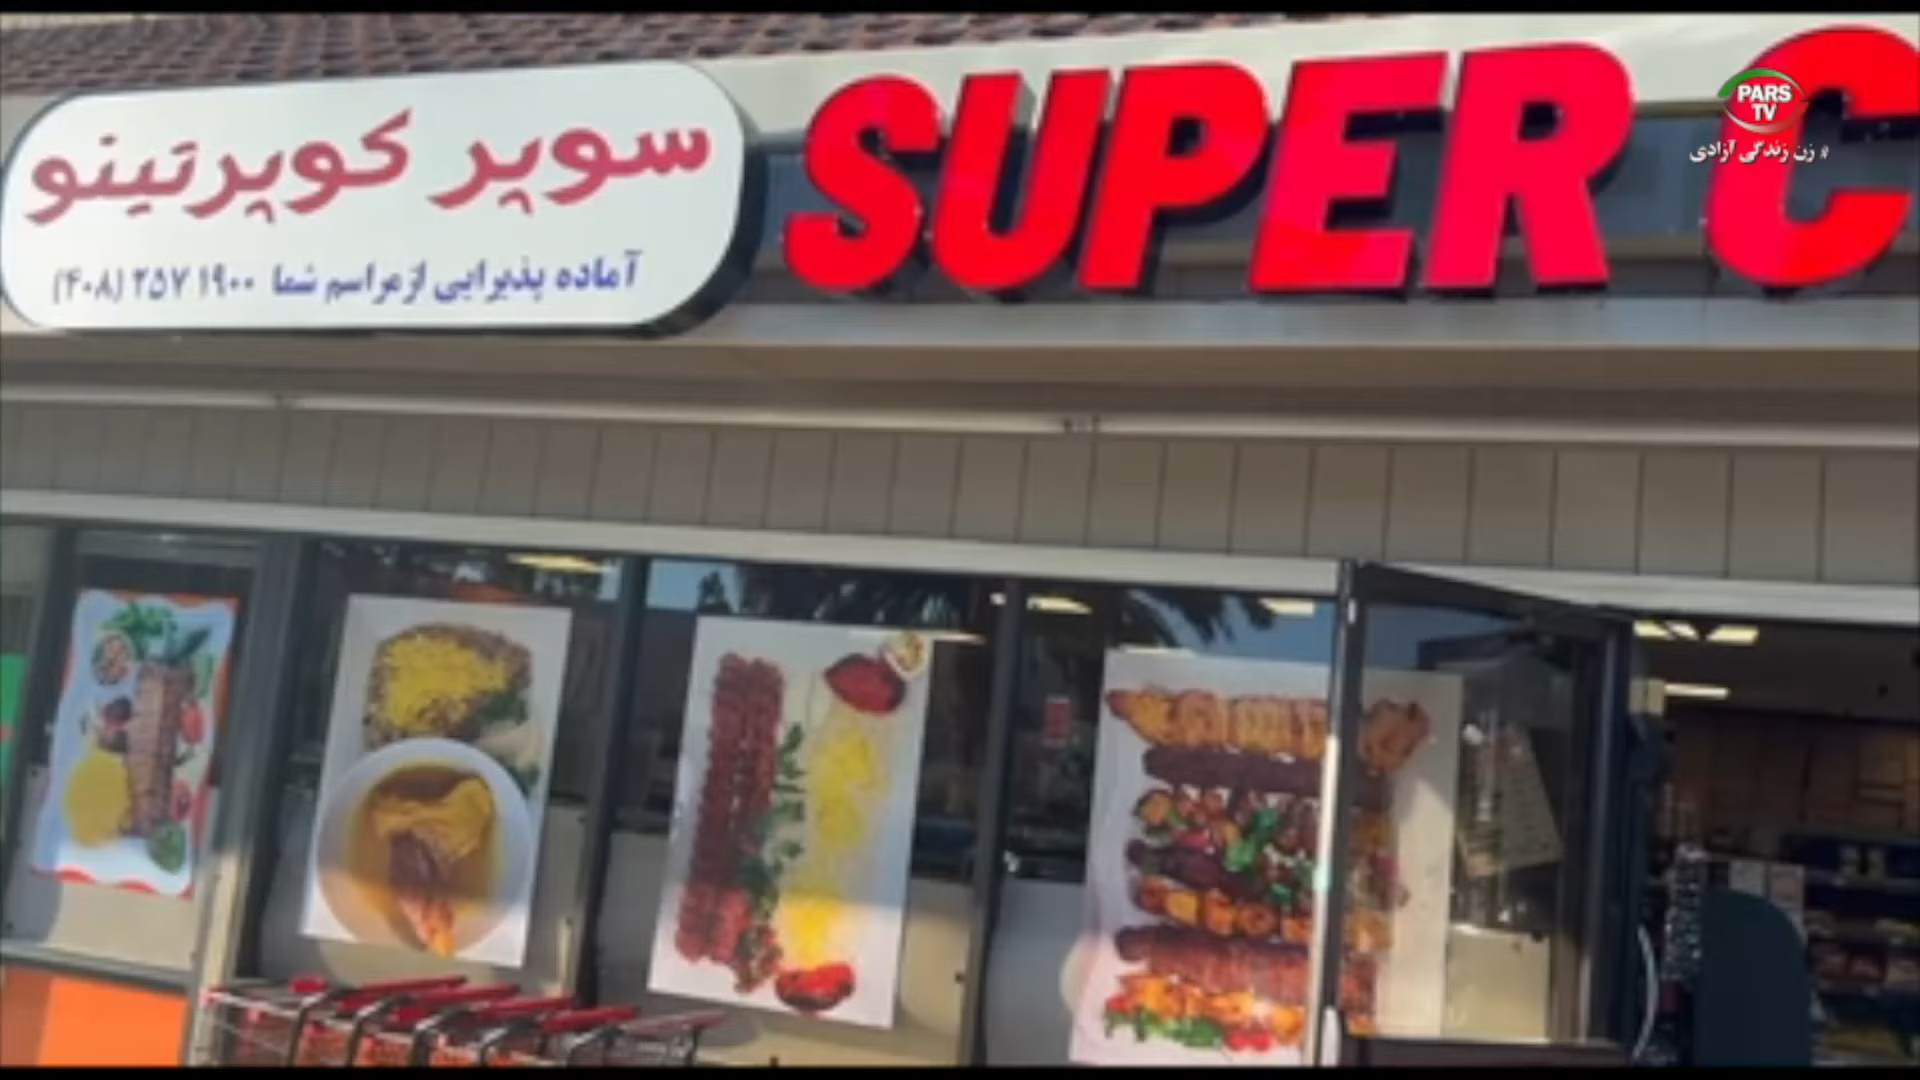 سوپر کوپرتینو
آماده پذیرایی از مراسم شما ۲۵۷ ۱۹۰۰ (۴۰۸)
SUPER C
PARS
TV
# زن زندگی آزادی